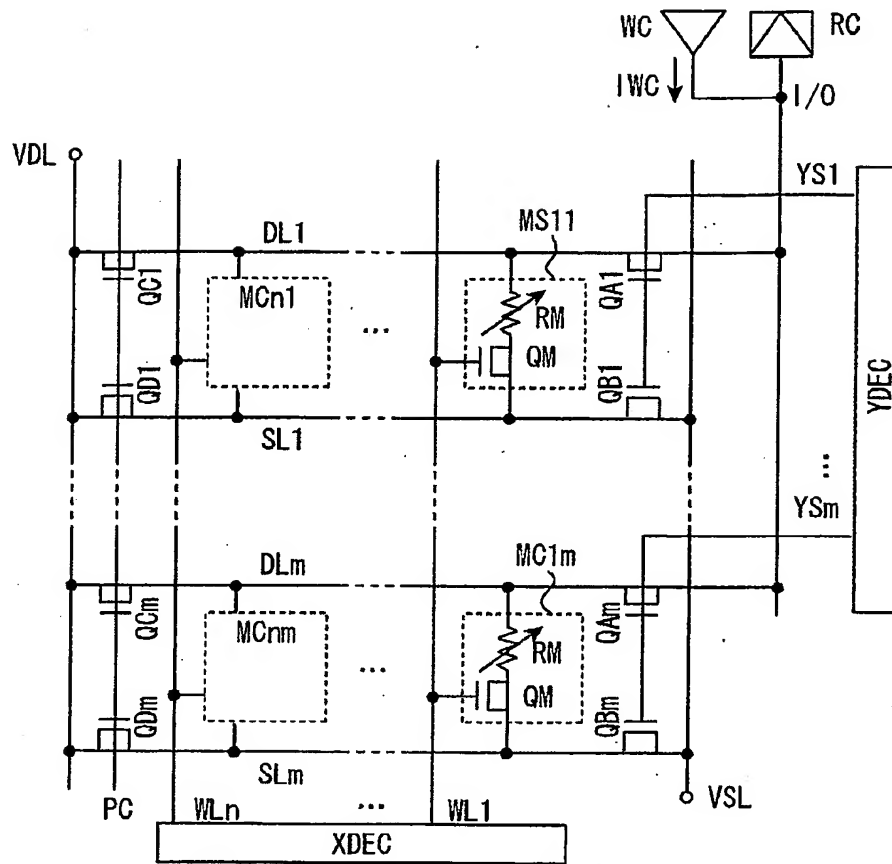 WC RC
IWC I/O
VDL
YS1
DL1 MS11
QC1 MCn1 ... RM QA1
QM
QD1 QB1 YDEC
SL1
...
YSm
DLm MC1m
QCm MCnm ... RM QAm
QM
QDm QBm
SLm
PC WLn ... WL1 VSL
XDEC